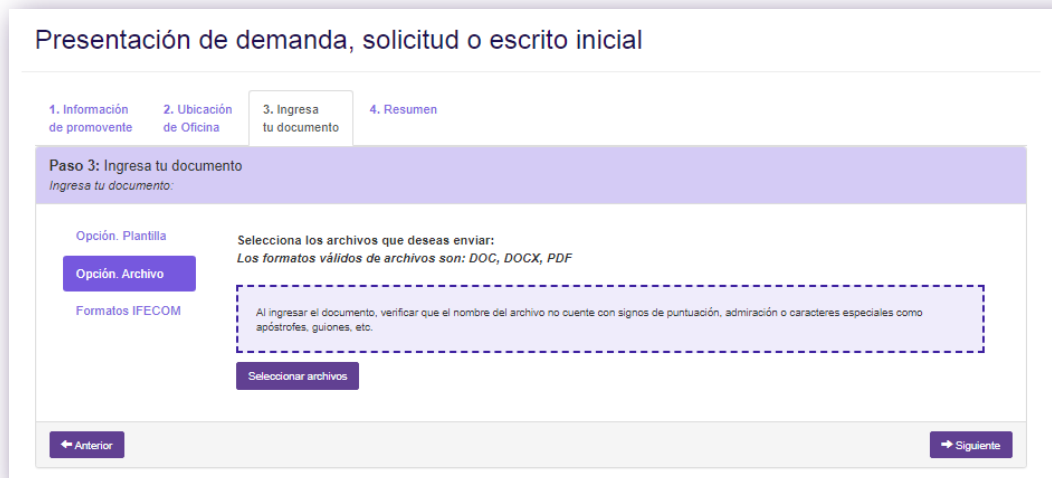 Presentación de demanda, solicitud o escrito inicial
1. Información
de promovente
2. Ubicación
de Oficina
3. Ingresa
tu documento
4. Resumen
Paso 3: Ingresa tu documento
Ingresa tu documento:
Opción. Plantilla
Opción. Archivo
Formatos IFECOM
Selecciona los archivos que deseas enviar:
Los formatos válidos de archivos son: DOC, DOCX, PDF
Al ingresar el documento, verificar que el nombre del archivo no cuente con signos de puntuación, admiración o caracteres especiales como
apóstrofes, guiones, etc.
Seleccionar archivos
Anterior
Siguiente